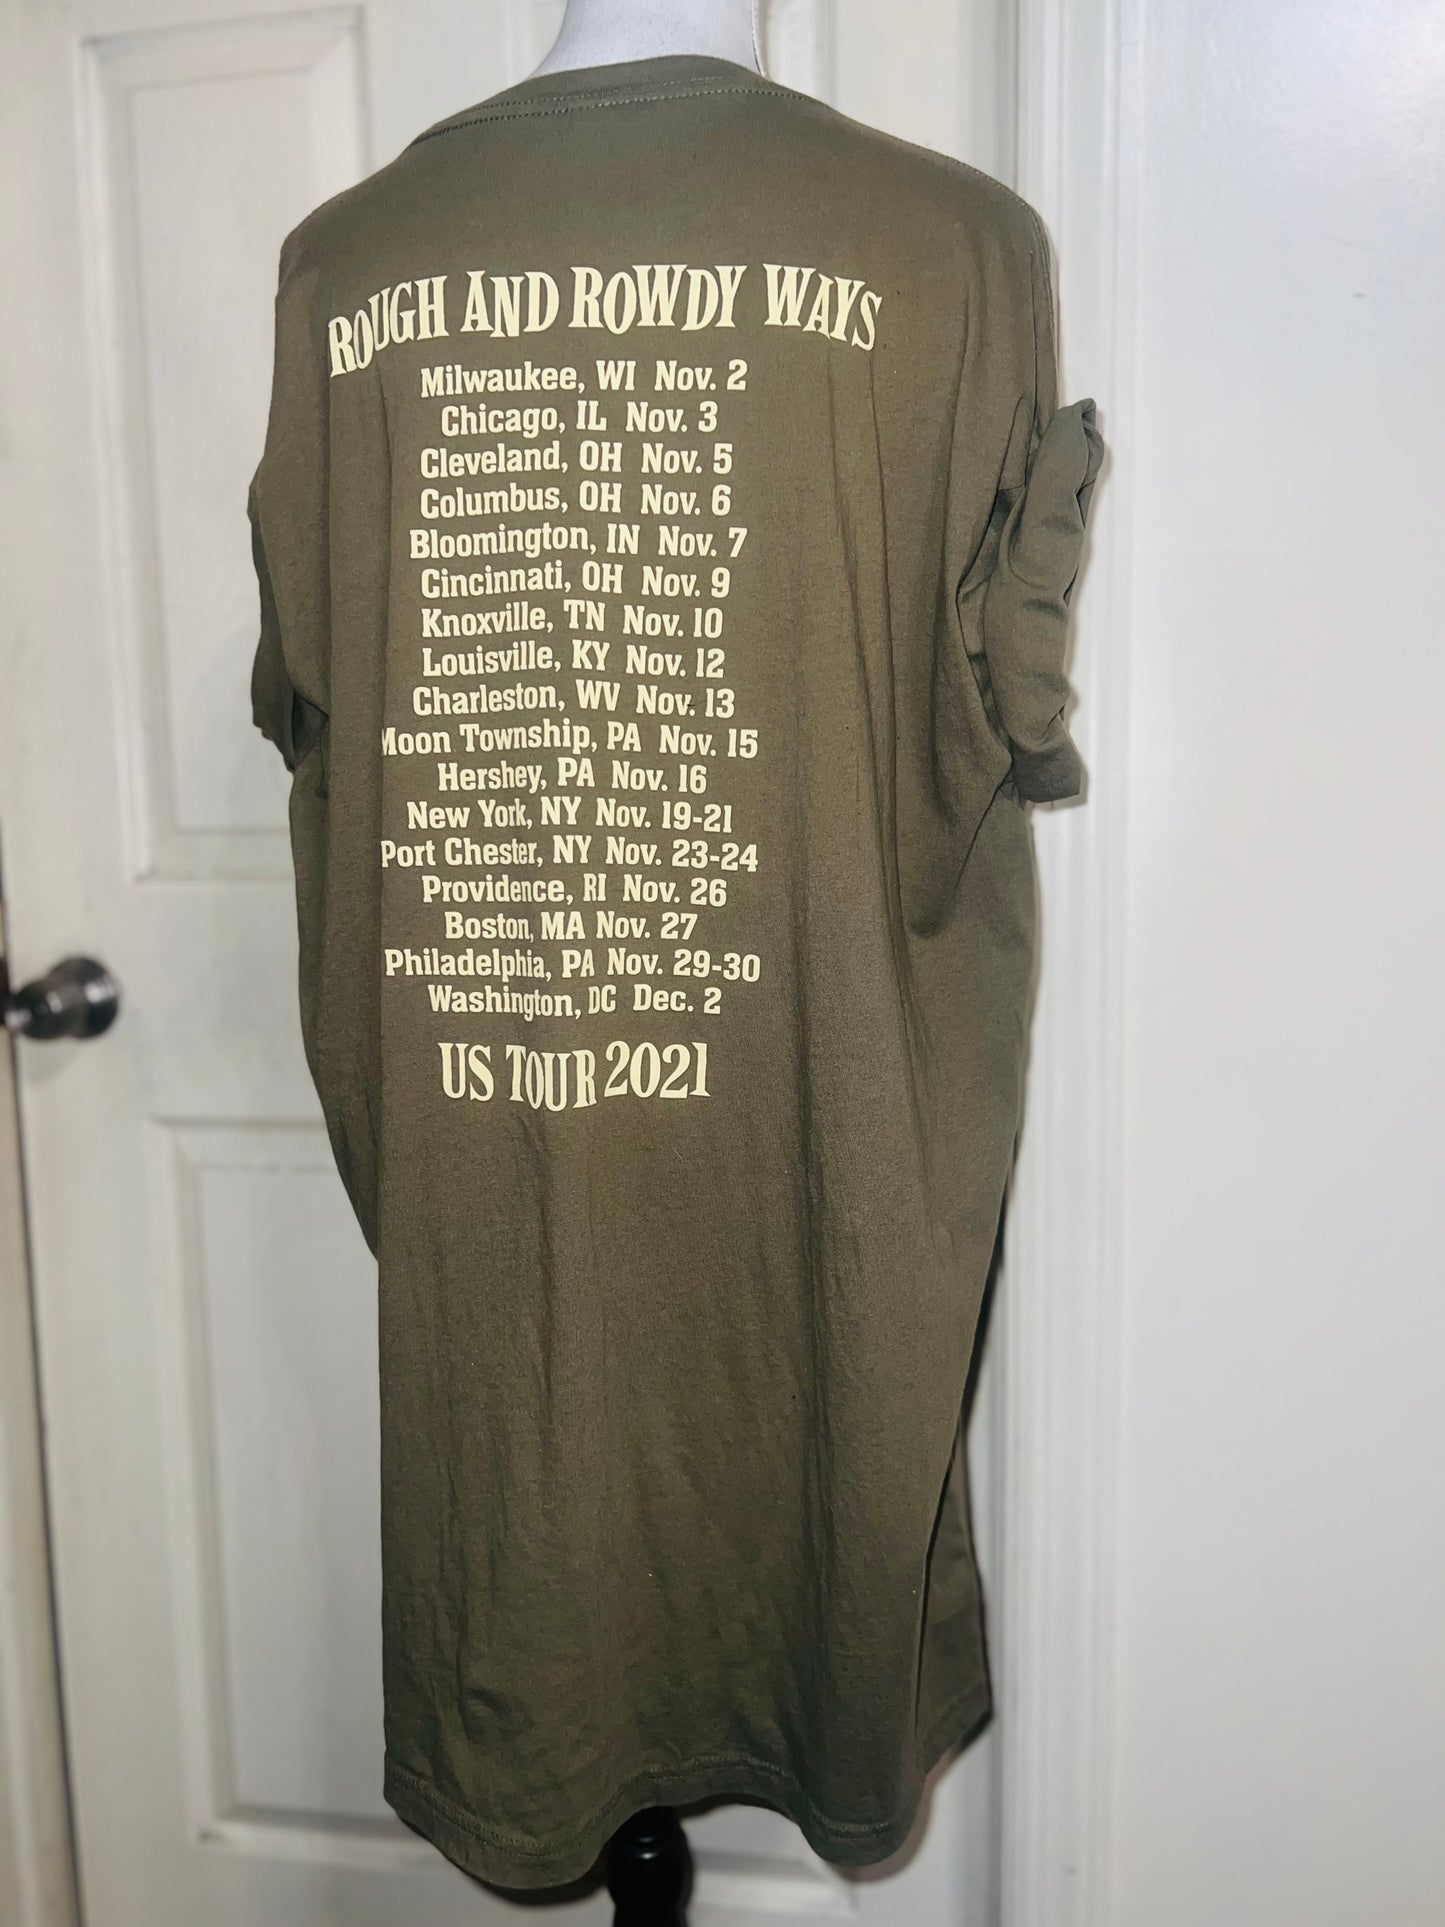 ROUGH AND ROWDY WAYS
Milwaukee, WI Nov. 2
Chicago, IL Nov. 3
Cleveland, OH Nov. 5
Columbus, OH Nov. 6
Bloomington, IN Nov. 7
Cincinnati, OH Nov. 9
Knoxville, TN Nov. 10
Louisville, KY Nov. 12
Charleston, WV Nov. 13
Moon Township, PA Nov. 15
Hershey, PA Nov. 16
New York, NY Nov. 19-21
Port Chester, NY Nov. 23-24
Providence, RI Nov. 26
Boston, MA Nov. 27
Philadelphia, PA Nov. 29-30
Washington, DC Dec. 2
US TOUR 2021